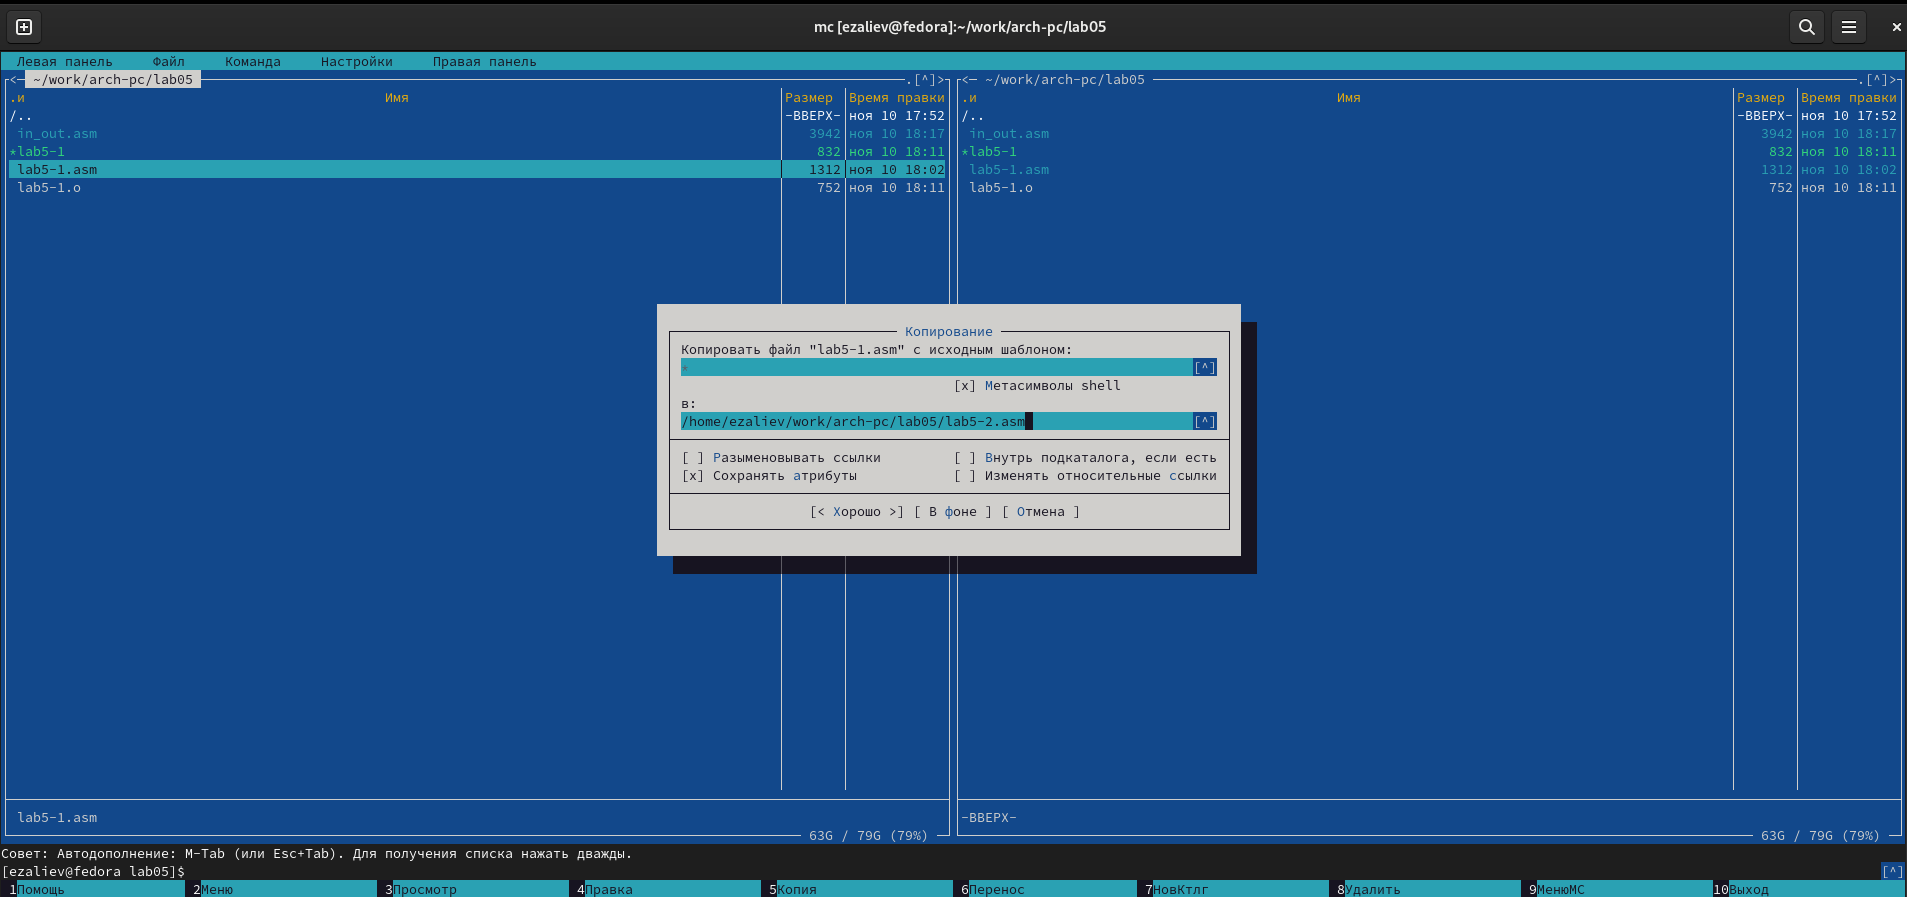 mc [ezaliev@fedora]:~/work/arch-pc/lab05
Левая панель Файл Команда Настройки Правая панель
<─ ~/work/arch-pc/lab05 .[^]>
.и Имя Размер Время правки
/.. -ВВЕРХ- ноя 10 17:52
in_out.asm 3942 ноя 10 18:17
*lab5-1 832 ноя 10 18:11
lab5-1.asm 1312 ноя 10 18:02
lab5-1.o 752 ноя 10 18:11
lab5-1.asm
63G / 79G (79%)
<─ ~/work/arch-pc/lab05 .[^]>
.и Имя Размер Время правки
/.. -ВВЕРХ- ноя 10 17:52
in_out.asm 3942 ноя 10 18:17
*lab5-1 832 ноя 10 18:11
lab5-1.asm 1312 ноя 10 18:02
lab5-1.o 752 ноя 10 18:11
-ВВЕРХ-
63G / 79G (79%)
Копирование
Копировать файл "lab5-1.asm" с исходным шаблоном:
* [^]
[x] Метасимволы shell
в:
/home/ezaliev/work/arch-pc/lab05/lab5-2.asm [^]
[ ] Разыменовывать ссылки [ ] Внутрь подкаталога, если есть
[x] Сохранять атрибуты [ ] Изменять относительные ссылки
[< Хорошо >] [ В фоне ] [ Отмена ]
Совет: Автодополнение: M-Tab (или Esc+Tab). Для получения списка нажать дважды.
[ezaliev@fedora lab05]$ [^]
1Помощь 2Меню 3Просмотр 4Правка 5Копия 6Перенос 7НовКтлг 8Удалить 9МенюMC 10Выход